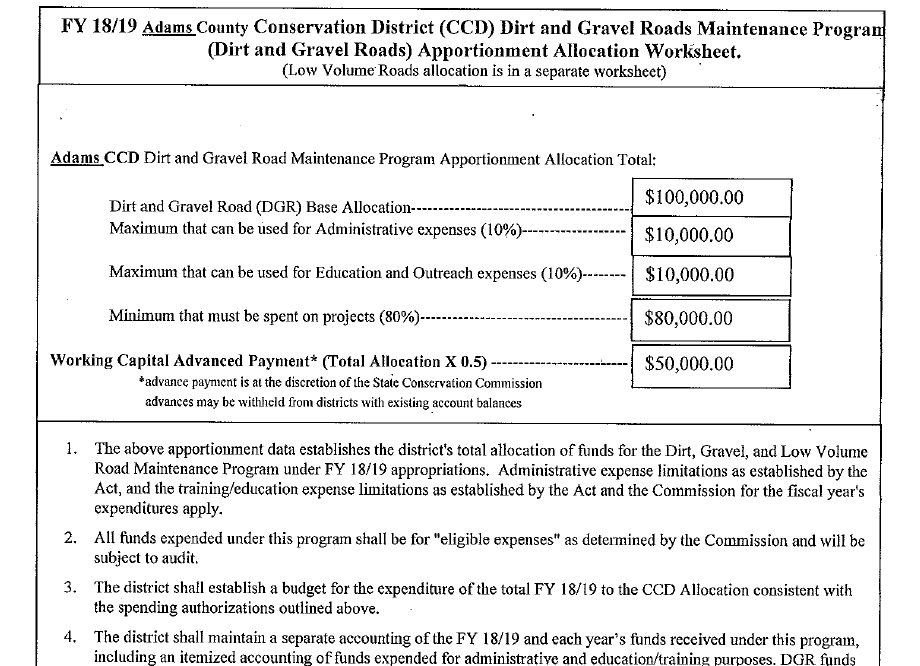 FY 18/19 Adams County Conservation District (CCD) Dirt and Gravel Roads Maintenance Program
(Dirt and Gravel Roads) Apportionment Allocation Worksheet.
(Low Volume Roads allocation is in a separate worksheet)
Adams CCD Dirt and Gravel Road Maintenance Program Apportionment Allocation Total:
Dirt and Gravel Road (DGR) Base Allocation-------------------------------------- $100,000.00
Maximum that can be used for Administrative expenses (10%)------------------ $10,000.00
Maximum that can be used for Education and Outreach expenses (10%)-------- $10,000.00
Minimum that must be spent on projects (80%)------------------------------------ $80,000.00
Working Capital Advanced Payment* (Total Allocation X 0.5) ------------------------ $50,000.00
*advance payment is at the discretion of the State Conservation Commission
advances may be withheld from districts with existing account balances
1. The above apportionment data establishes the district's total allocation of funds for the Dirt, Gravel, and Low Volume
Road Maintenance Program under FY 18/19 appropriations. Administrative expense limitations as established by the
Act, and the training/education expense limitations as established by the Act and the Commission for the fiscal year's
expenditures apply.
2. All funds expended under this program shall be for "eligible expenses" as determined by the Commission and will be
subject to audit.
3. The district shall establish a budget for the expenditure of the total FY 18/19 to the CCD Allocation consistent with
the spending authorizations outlined above.
4. The district shall maintain a separate accounting of the FY 18/19 and each year's funds received under this program,
including an itemized accounting of funds expended for administrative and education/training purposes. DGR funds